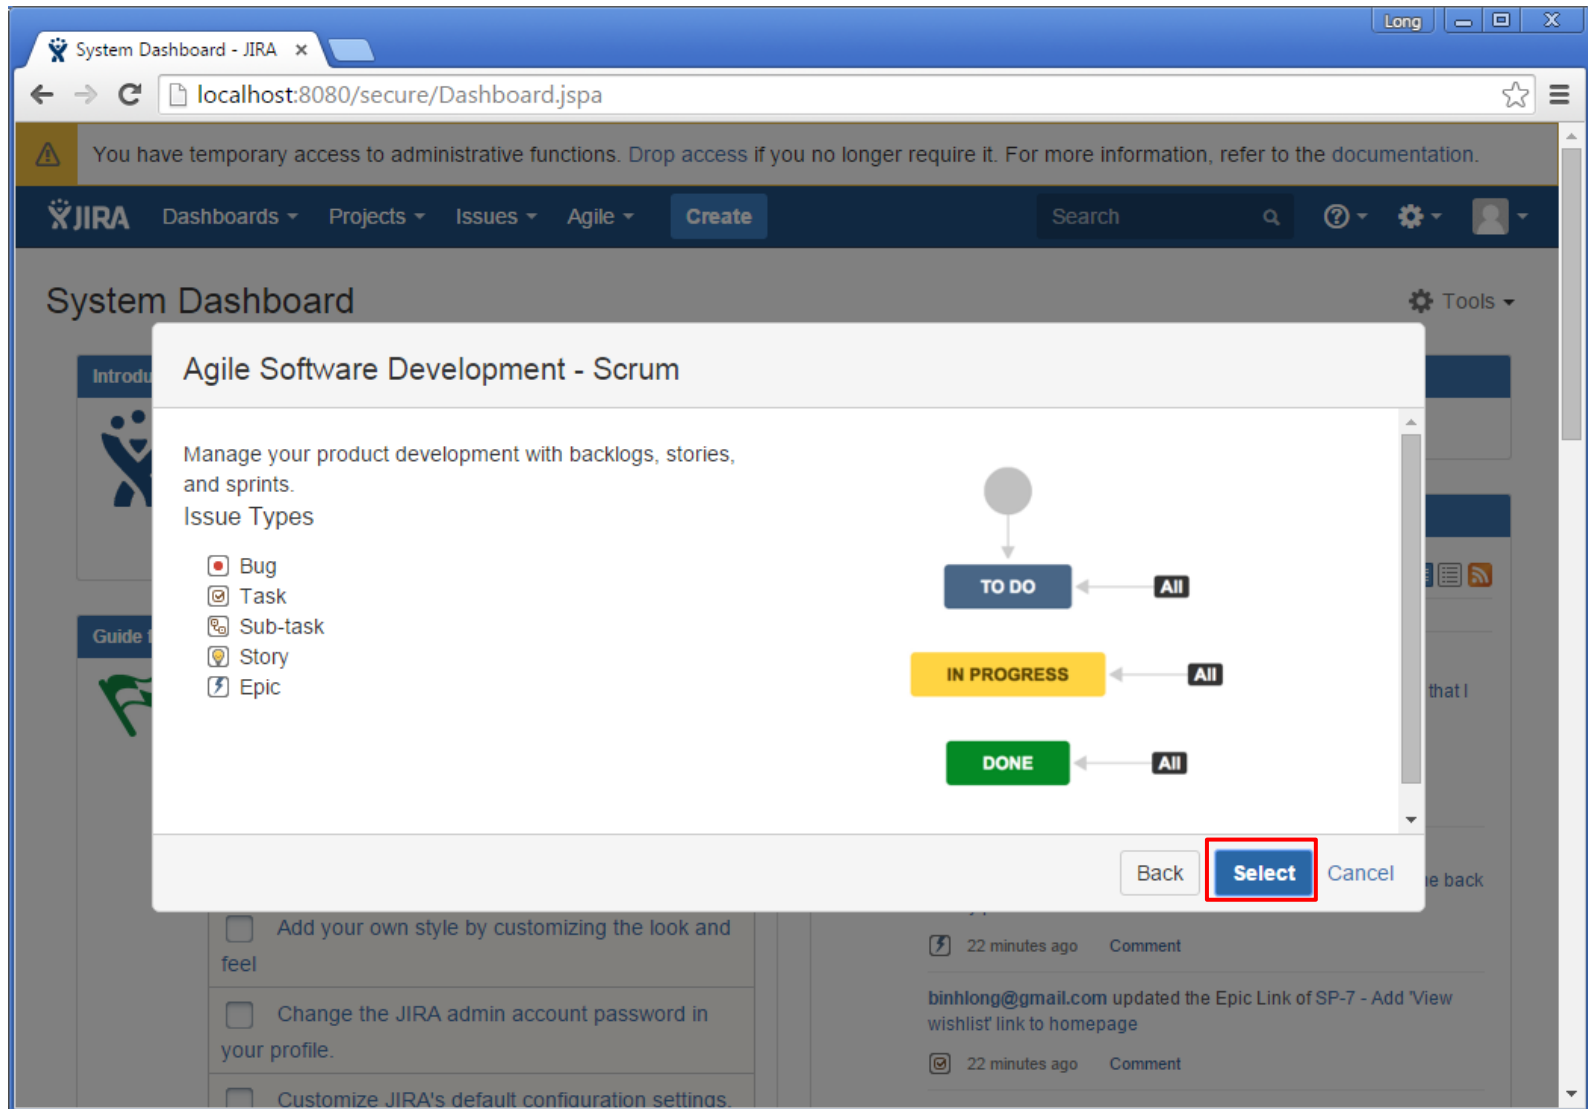 Long
System Dashboard - JIRA
localhost:8080/secure/Dashboard.jspa
You have temporary access to administrative functions. Drop access if you no longer require it. For more information, refer to the documentation.
JIRA Dashboards Projects Issues Agile Create Search
System Dashboard
Tools
Agile Software Development - Scrum
Manage your product development with backlogs, stories,
and sprints.
Issue Types
Bug
Task
Sub-task
Story
Epic
TO DO All
IN PROGRESS All
DONE All
Guide
that I
Back Select Cancel
back
Add your own style by customizing the look and
feel
22 minutes ago Comment
Change the JIRA admin account password in
your profile.
binhlong@gmail.com updated the Epic Link of SP-7 - Add 'View
wishlist' link to homepage
22 minutes ago Comment
Customize JIRA's default configuration settings.